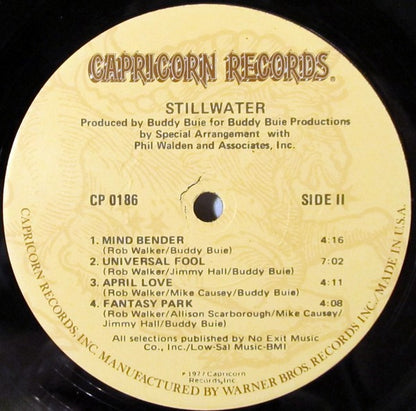 CAPRICORN RECORDS®
STILLWATER
Produced by Buddy Buie for Buddy Buie Productions
by Special Arrangement with
Phil Walden and Associates, Inc.
CP 0186
SIDE II
1. MIND BENDER 4:16
(Rob Walker/Buddy Buie)
2. UNIVERSAL FOOL 7:02
(Rob Walker/Jimmy Hall/Buddy Buie)
3. APRIL LOVE 4:11
(Rob Walker/Mike Causey/Buddy Buie)
4. FANTASY PARK 4:08
(Rob Walker/Allison Scarborough/Mike Causey/
Jimmy Hall/Buddy Buie)
All selections published by No Exit Music
Co., Inc./Low-Sal Music-BMI
℗ 1977 Capricorn
Records,Inc.
CAPRICORN RECORDS, INC. MANUFACTURED BY WARNER BROS. RECORDS INC./MADE IN U.S.A.